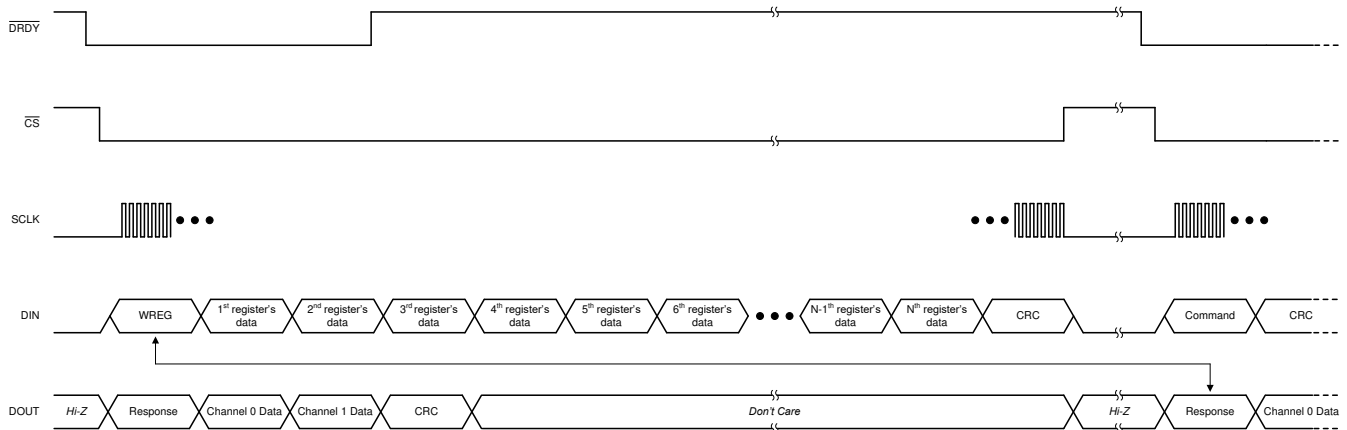 DRDY
CS
SCLK
DIN
WREG
1st register's
data
2nd register's
data
3rd register's
data
4th register's
data
5th register's
data
6th register's
data
N-1th register's
data
Nth register's
data
CRC
Command
CRC
DOUT
Hi-Z
Response
Channel 0 Data
Channel 1 Data
CRC
Don't Care
Hi-Z
Response
Channel 0 Data